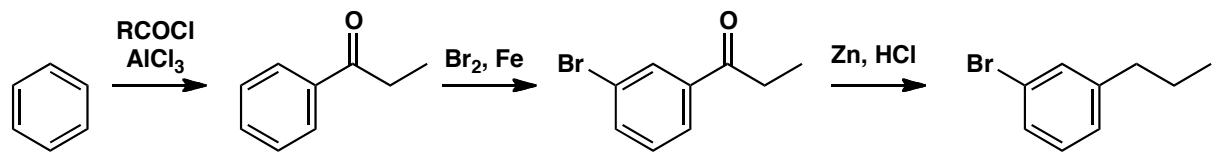 RCOCl
AlCl₃
O
Br₂, Fe
Br
O
Zn, HCl
Br